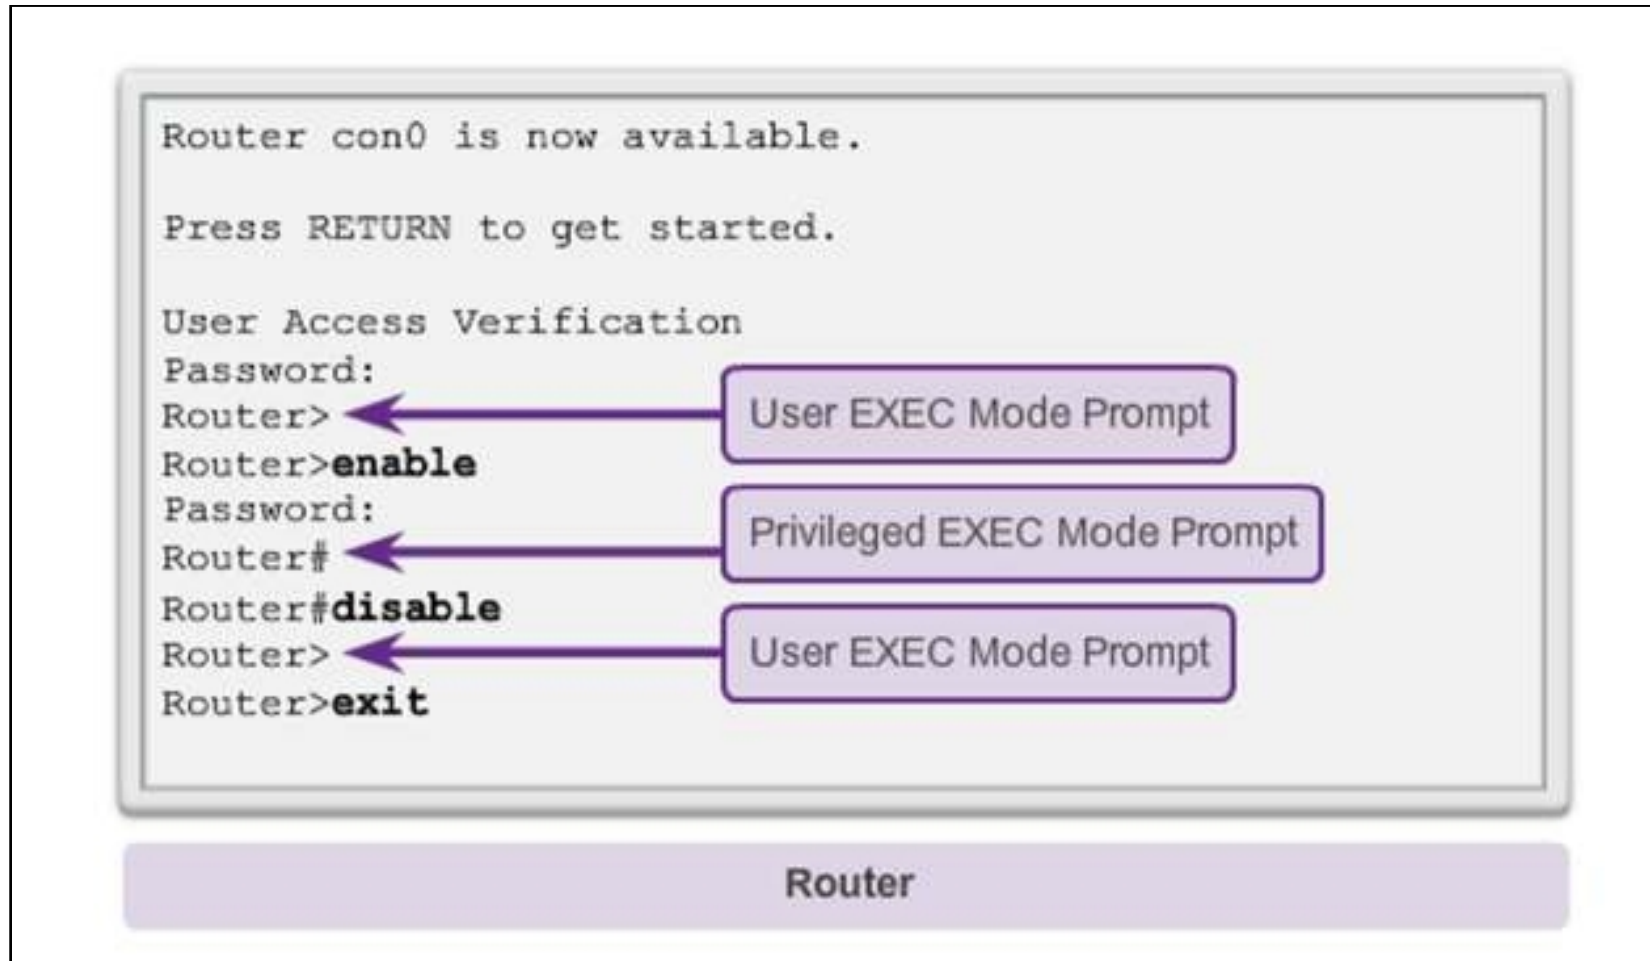 Router con0 is now available.
Press RETURN to get started.
User Access Verification
Password:
Router>
User EXEC Mode Prompt
Router>enable
Password:
Router#
Privileged EXEC Mode Prompt
Router#disable
Router>
User EXEC Mode Prompt
Router>exit
Router